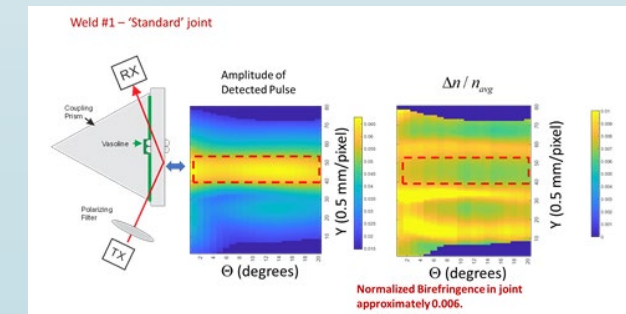 Weld #1 – 'Standard' joint
RX
Coupling
Prism
Vasoline
Polarizing
Filter
TX
Amplitude of
Detected Pulse
Y (0.5 mm/pixel)
Θ (degrees)
Δn / n_avg
Y (0.5 mm/pixel)
Θ (degrees)
Normalized Birefringence in joint
approximately 0.006.